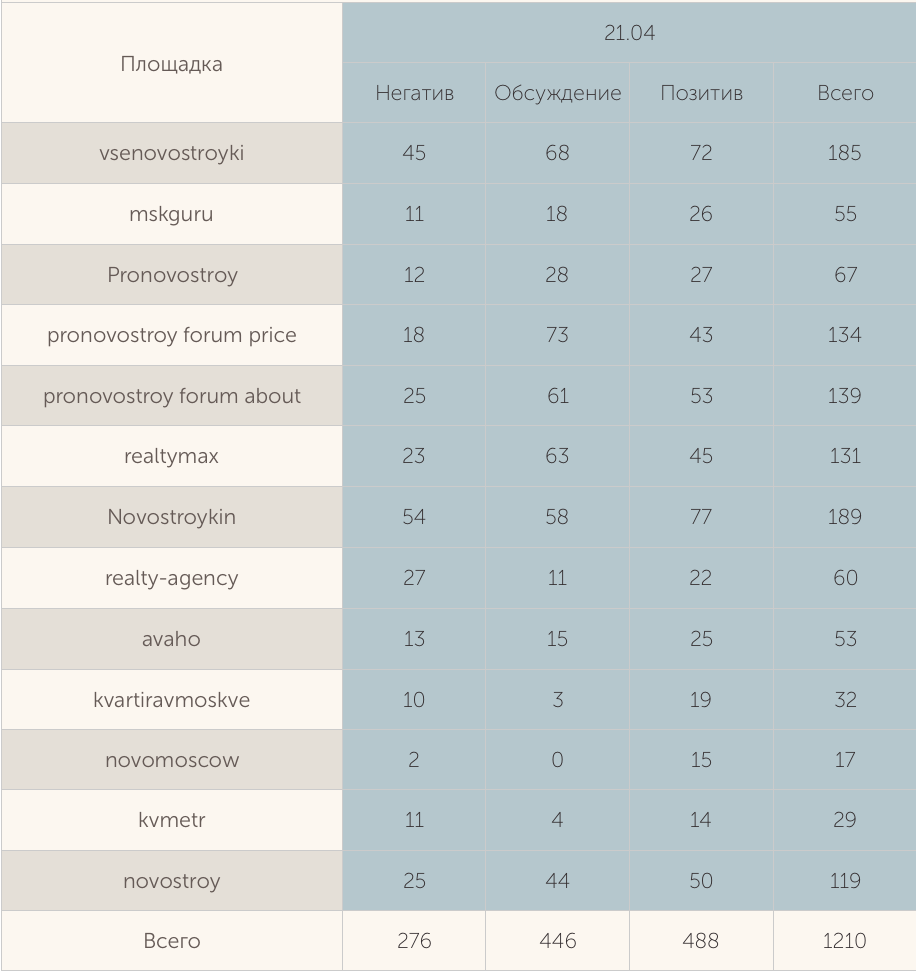 21.04
Площадка
Негатив Обсуждение Позитив Всего
vsenovostroyki 45 68 72 185
mskguru 11 18 26 55
Pronovostroy 12 28 27 67
pronovostroy forum price 18 73 43 134
pronovostroy forum about 25 61 53 139
realtymax 23 63 45 131
Novostroykin 54 58 77 189
realty-agency 27 11 22 60
avaho 13 15 25 53
kvartiravmoskve 10 3 19 32
novomoscow 2 0 15 17
kvmetr 11 4 14 29
novostroy 25 44 50 119
Всего 276 446 488 1210